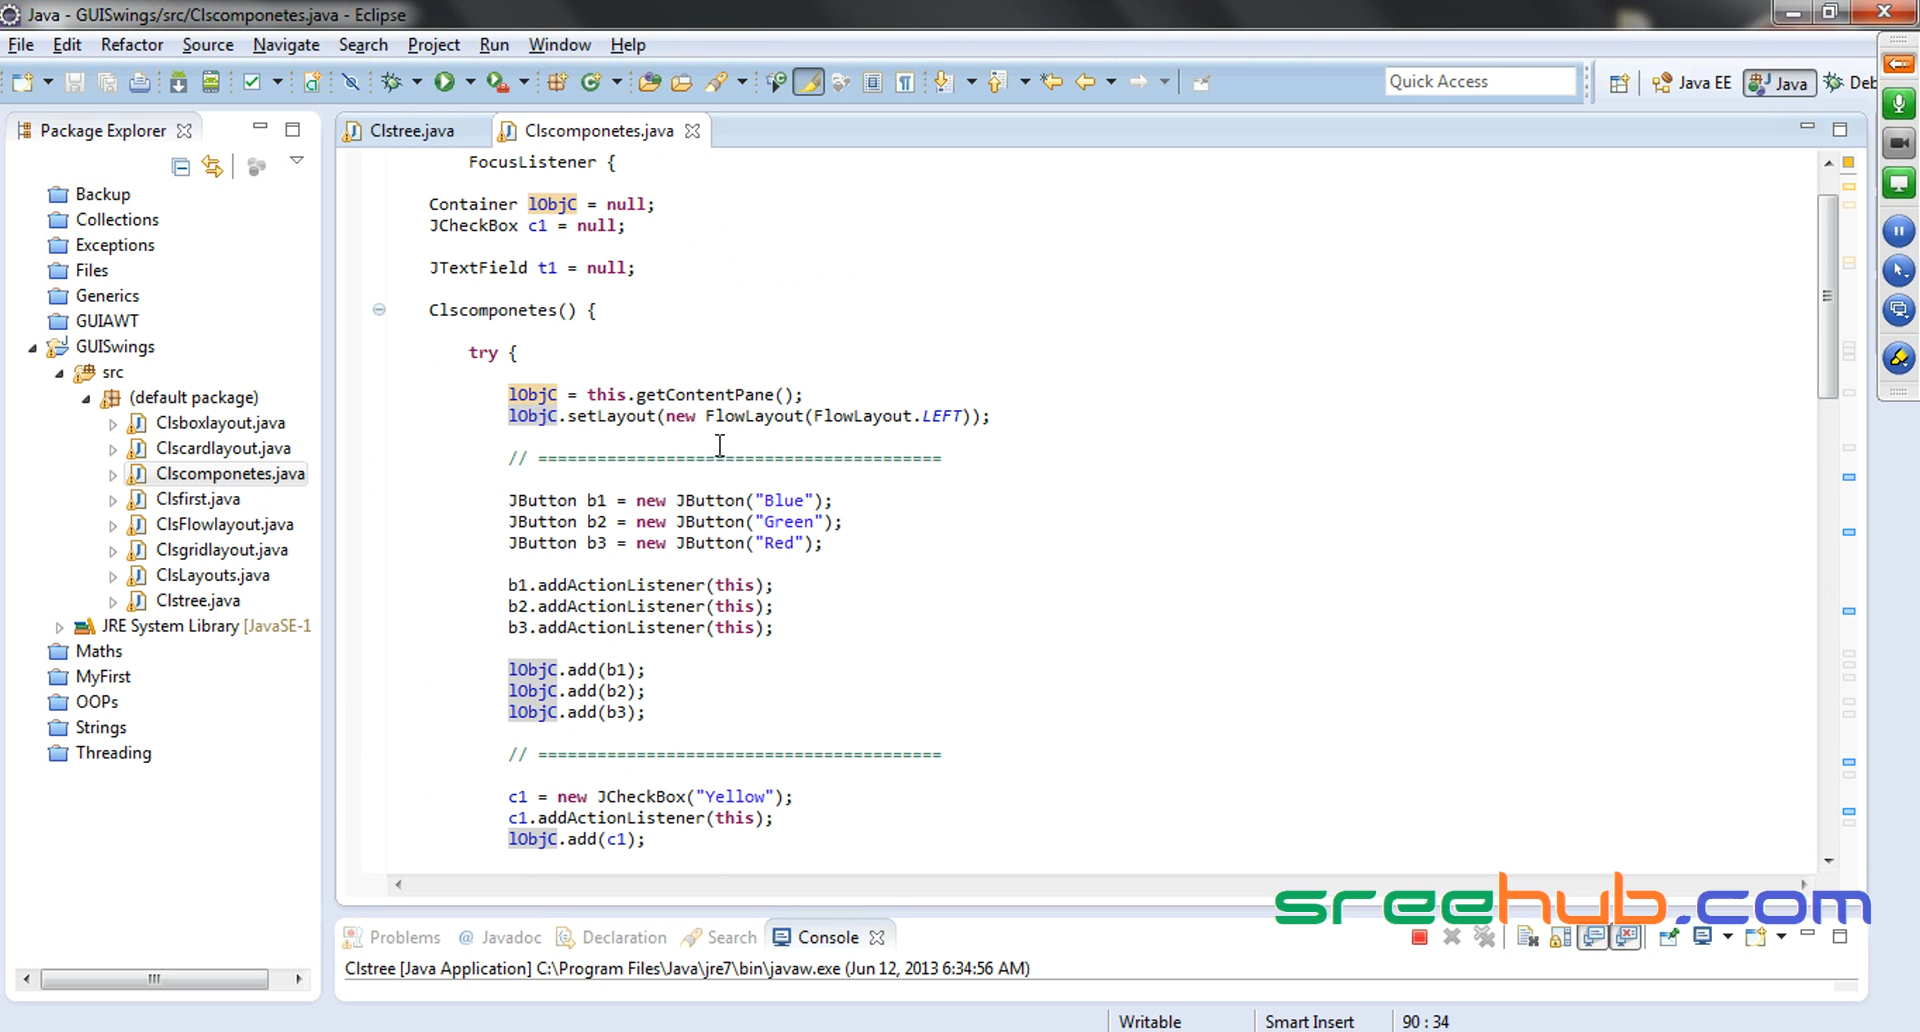 Java - GUISwings/src/Clscomponetes.java - Eclipse
File Edit Refactor Source Navigate Search Project Run Window Help
Quick Access
Java EE
Java
Deb
Package Explorer
Clstree.java
Clscomponetes.java
Backup
Collections
Exceptions
Files
Generics
GUIAWT
GUISwings
src
(default package)
Clsboxlayout.java
Clscardlayout.java
Clscomponetes.java
Clsfirst.java
ClsFlowlayout.java
Clsgridlayout.java
ClsLayouts.java
Clstree.java
JRE System Library [JavaSE-1
Maths
MyFirst
OOPs
Strings
Threading
FocusListener {
Container lObjC = null;
JCheckBox c1 = null;
JTextField t1 = null;
Clscomponetes() {
try {
lObjC = this.getContentPane();
lObjC.setLayout(new FlowLayout(FlowLayout.LEFT));
// =========================================
JButton b1 = new JButton("Blue");
JButton b2 = new JButton("Green");
JButton b3 = new JButton("Red");
b1.addActionListener(this);
b2.addActionListener(this);
b3.addActionListener(this);
lObjC.add(b1);
lObjC.add(b2);
lObjC.add(b3);
// =========================================
c1 = new JCheckBox("Yellow");
c1.addActionListener(this);
lObjC.add(c1);
sreehub.com
Problems @ Javadoc Declaration Search Console
Clstree [Java Application] C:\Program Files\Java\jre7\bin\javaw.exe (Jun 12, 2013 6:34:56 AM)
Writable Smart Insert 90 : 34